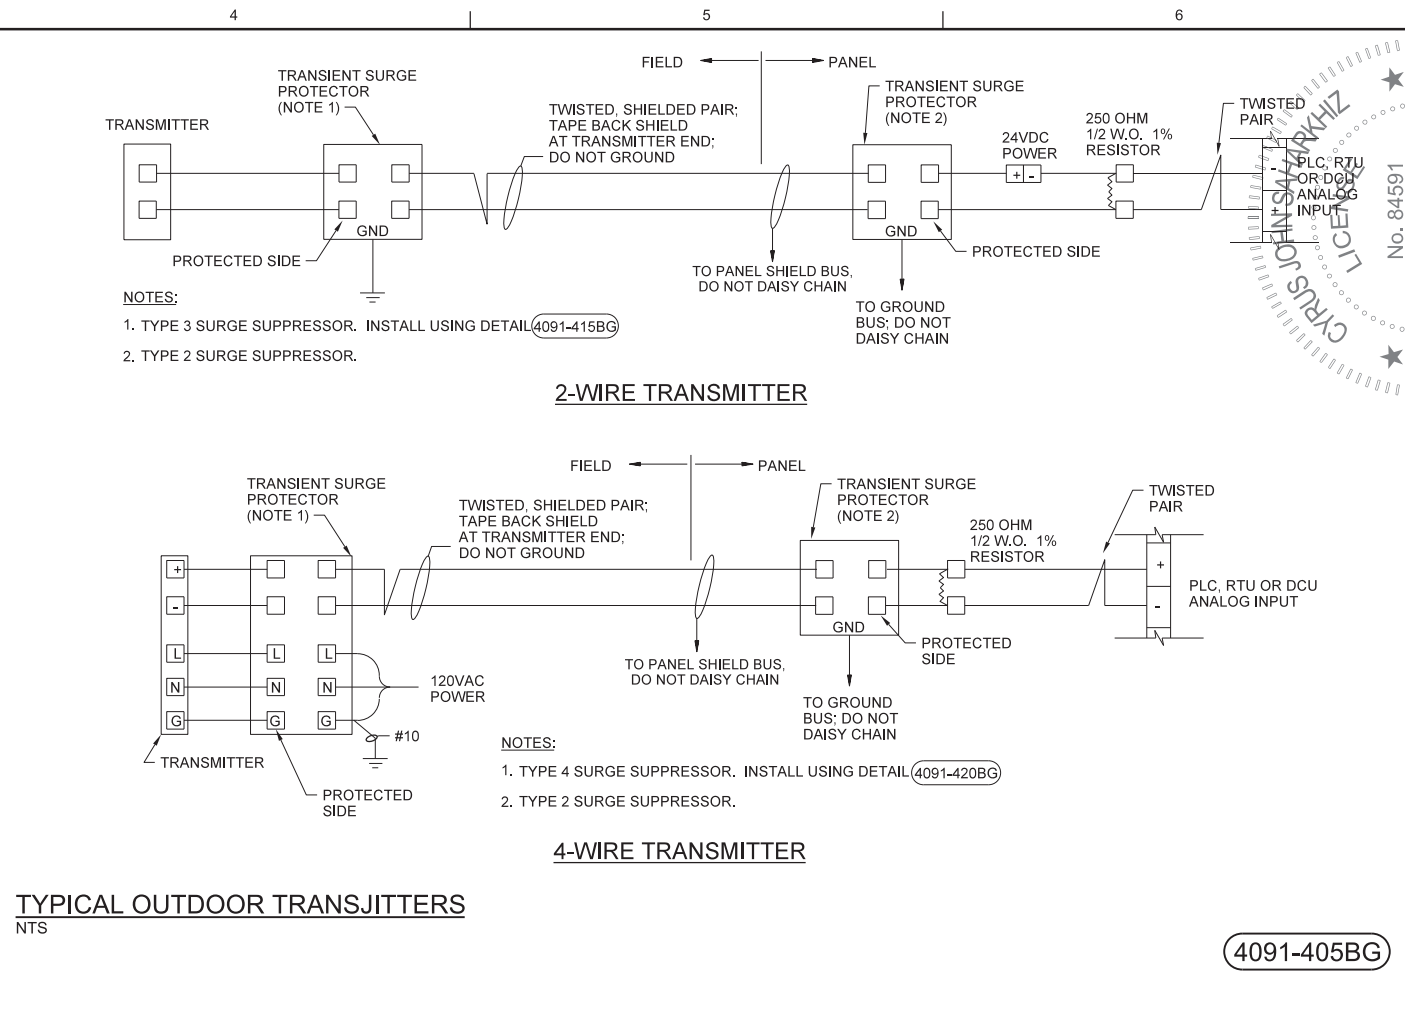 4
5
6
FIELD
PANEL
TRANSIENT SURGE
PROTECTOR
(NOTE 1)
TRANSMITTER
TWISTED, SHIELDED PAIR;
TAPE BACK SHIELD
AT TRANSMITTER END;
DO NOT GROUND
TRANSIENT SURGE
PROTECTOR
(NOTE 2)
24VDC
POWER
+ -
250 OHM
1/2 W.O. 1%
RESISTOR
TWISTED
PAIR
-
+
PLC, RTU
OR DCU
ANALOG
INPUT
GND
GND
PROTECTED SIDE
PROTECTED SIDE
TO PANEL SHIELD BUS,
DO NOT DAISY CHAIN
TO GROUND
BUS; DO NOT
DAISY CHAIN
CYRUS JOHN SAHARKHIZ
LICENSE
No. 84591
NOTES:
1. TYPE 3 SURGE SUPPRESSOR. INSTALL USING DETAIL 4091-415BG
2. TYPE 2 SURGE SUPPRESSOR.
2-WIRE TRANSMITTER
FIELD
PANEL
TRANSIENT SURGE
PROTECTOR
(NOTE 1)
TWISTED, SHIELDED PAIR;
TAPE BACK SHIELD
AT TRANSMITTER END;
DO NOT GROUND
TRANSIENT SURGE
PROTECTOR
(NOTE 2)
250 OHM
1/2 W.O. 1%
RESISTOR
TWISTED
PAIR
+
-
PLC, RTU OR DCU
ANALOG INPUT
+
-
L L L
N N N
G G G
120VAC
POWER
#10
TRANSMITTER
PROTECTED
SIDE
GND
PROTECTED
SIDE
TO PANEL SHIELD BUS,
DO NOT DAISY CHAIN
TO GROUND
BUS; DO NOT
DAISY CHAIN
NOTES:
1. TYPE 4 SURGE SUPPRESSOR. INSTALL USING DETAIL 4091-420BG
2. TYPE 2 SURGE SUPPRESSOR.
4-WIRE TRANSMITTER
TYPICAL OUTDOOR TRANSJITTERS
NTS
4091-405BG